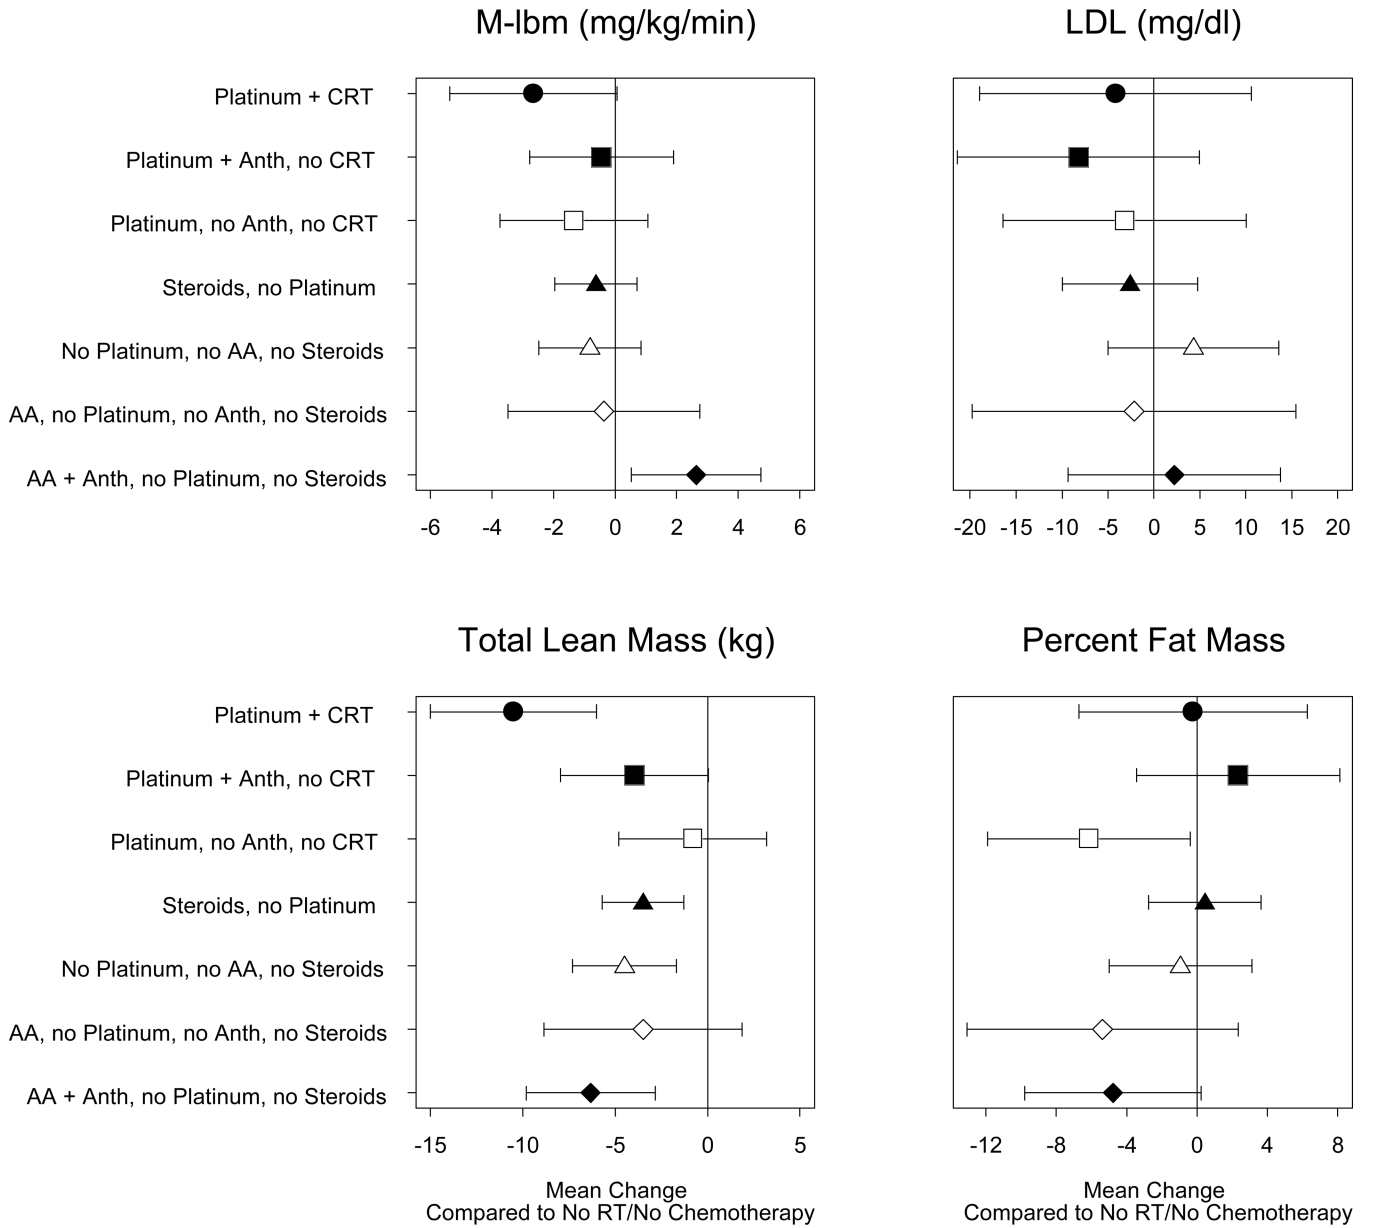 M-lbm (mg/kg/min)
LDL (mg/dl)
Platinum + CRT
Platinum + Anth, no CRT
Platinum, no Anth, no CRT
Steroids, no Platinum
No Platinum, no AA, no Steroids
AA, no Platinum, no Anth, no Steroids
AA + Anth, no Platinum, no Steroids
-6 -4 -2 0 2 4 6
-20 -15 -10 -5 0 5 10 15 20
Total Lean Mass (kg)
Percent Fat Mass
Platinum + CRT
Platinum + Anth, no CRT
Platinum, no Anth, no CRT
Steroids, no Platinum
No Platinum, no AA, no Steroids
AA, no Platinum, no Anth, no Steroids
AA + Anth, no Platinum, no Steroids
-15 -10 -5 0 5
-12 -8 -4 0 4 8
Mean Change
Compared to No RT/No Chemotherapy
Mean Change
Compared to No RT/No Chemotherapy